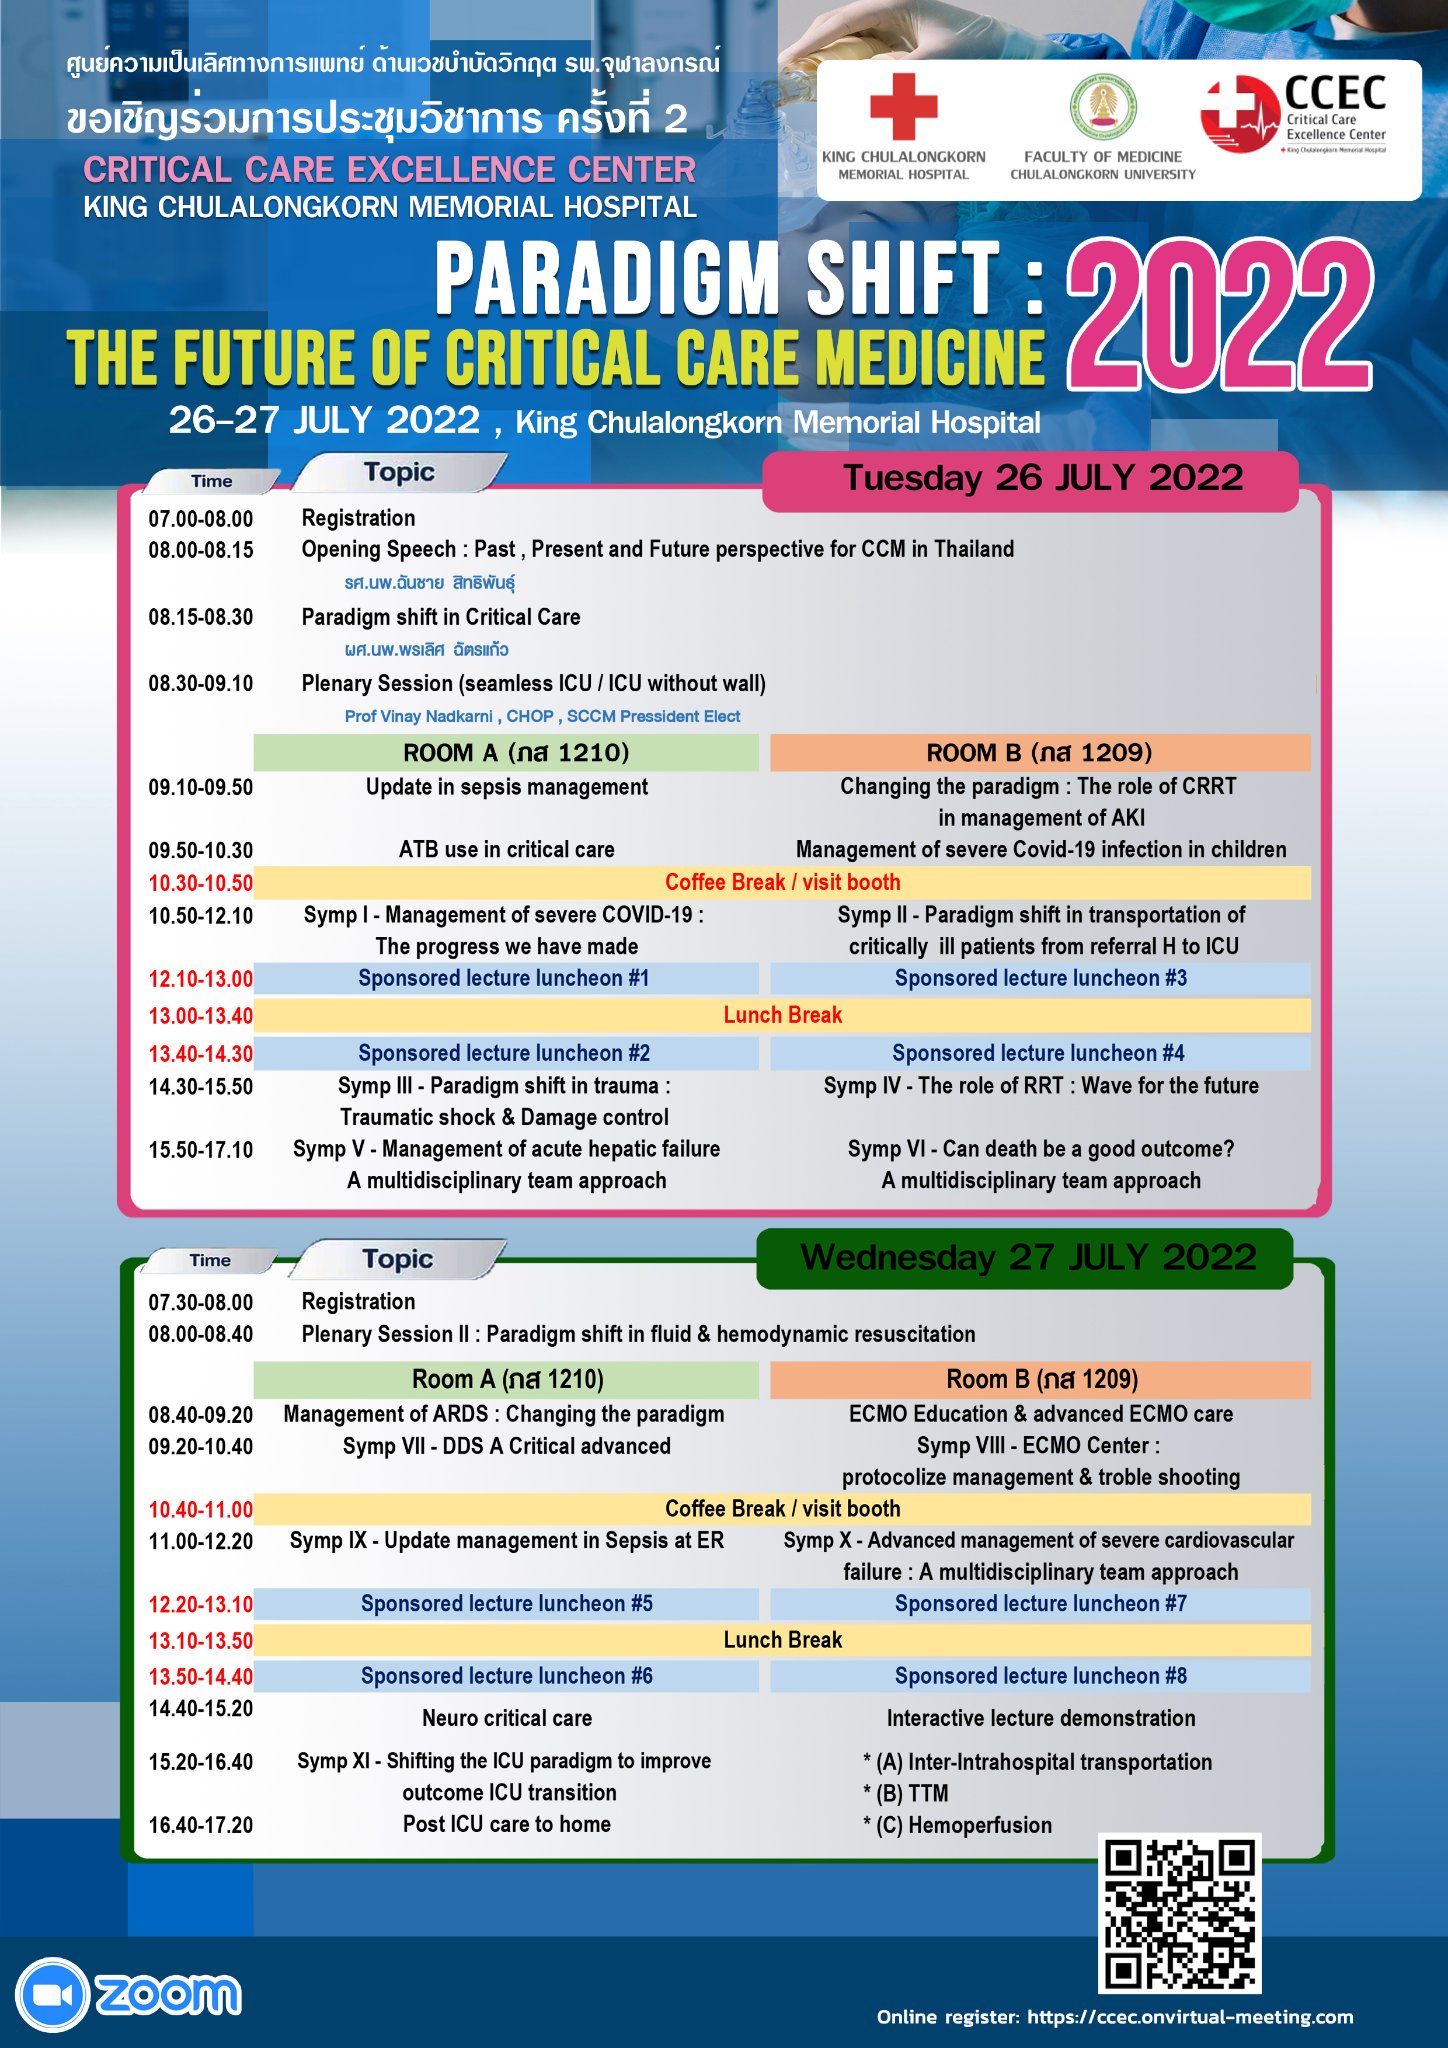 ศูนย์ความเป็นเลิศทางการแพทย์ ด้านเวชบำบัดวิกฤต รพ.จุฬาลงกรณ์
ขอเชิญร่วมการประชุมวิชาการ ครั้งที่ 2
CRITICAL CARE EXCELLENCE CENTER
KING CHULALONGKORN MEMORIAL HOSPITAL
KING CHULALONGKORN
MEMORIAL HOSPITAL
FACULTY OF MEDICINE
CHULALONGKORN UNIVERSITY
CCEC
Critical Care
Excellence Center
King Chulalongkorn Memorial Hospital
PARADIGM SHIFT : 2022
THE FUTURE OF CRITICAL CARE MEDICINE
26-27 JULY 2022 , King Chulalongkorn Memorial Hospital
Time Topic Tuesday 26 JULY 2022
07.00-08.00 Registration
08.00-08.15 Opening Speech : Past , Present and Future perspective for CCM in Thailand
รศ.นพ.ฉันชาย สิทธิพันธุ์
08.15-08.30 Paradigm shift in Critical Care
ผศ.นพ.พรเลิศ ฉัตรแก้ว
08.30-09.10 Plenary Session (seamless ICU / ICU without wall)
Prof Vinay Nadkarni , CHOP , SCCM Pressident Elect
ROOM A (ภส 1210) ROOM B (ภส 1209)
09.10-09.50 Update in sepsis management Changing the paradigm : The role of CRRT
in management of AKI
09.50-10.30 ATB use in critical care Management of severe Covid-19 infection in children
10.30-10.50 Coffee Break / visit booth
10.50-12.10 Symp I - Management of severe COVID-19 : Symp II - Paradigm shift in transportation of
The progress we have made critically ill patients from referral H to ICU
12.10-13.00 Sponsored lecture luncheon #1 Sponsored lecture luncheon #3
13.00-13.40 Lunch Break
13.40-14.30 Sponsored lecture luncheon #2 Sponsored lecture luncheon #4
14.30-15.50 Symp III - Paradigm shift in trauma : Symp IV - The role of RRT : Wave for the future
Traumatic shock & Damage control
15.50-17.10 Symp V - Management of acute hepatic failure Symp VI - Can death be a good outcome?
A multidisciplinary team approach A multidisciplinary team approach
Time Topic Wednesday 27 JULY 2022
07.30-08.00 Registration
08.00-08.40 Plenary Session II : Paradigm shift in fluid & hemodynamic resuscitation
Room A (ภส 1210) Room B (ภส 1209)
08.40-09.20 Management of ARDS : Changing the paradigm ECMO Education & advanced ECMO care
09.20-10.40 Symp VII - DDS A Critical advanced Symp VIII - ECMO Center :
protocolize management & troble shooting
10.40-11.00 Coffee Break / visit booth
11.00-12.20 Symp IX - Update management in Sepsis at ER Symp X - Advanced management of severe cardiovascular
failure : A multidisciplinary team approach
12.20-13.10 Sponsored lecture luncheon #5 Sponsored lecture luncheon #7
13.10-13.50 Lunch Break
13.50-14.40 Sponsored lecture luncheon #6 Sponsored lecture luncheon #8
14.40-15.20 Neuro critical care Interactive lecture demonstration
15.20-16.40 Symp XI - Shifting the ICU paradigm to improve * (A) Inter-Intrahospital transportation
outcome ICU transition * (B) TTM
16.40-17.20 Post ICU care to home * (C) Hemoperfusion
zoom
Online register: https://ccec.onvirtual-meeting.com